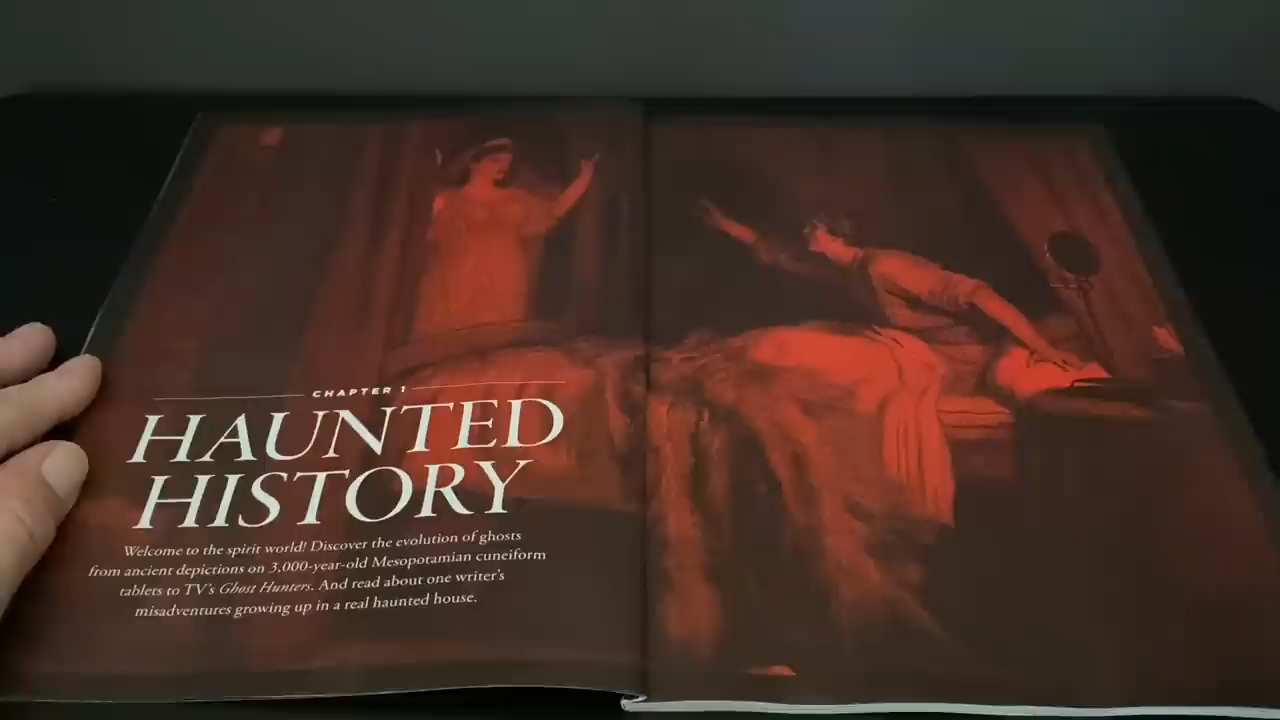 CHAPTER 1
HAUNTED
HISTORY
Welcome to the spirit world! Discover the evolution of ghosts
from ancient depictions on 3,000-year-old Mesopotamian cuneiform
tablets to TV's Ghost Hunters. And read about one writer's
misadventures growing up in a real haunted house.